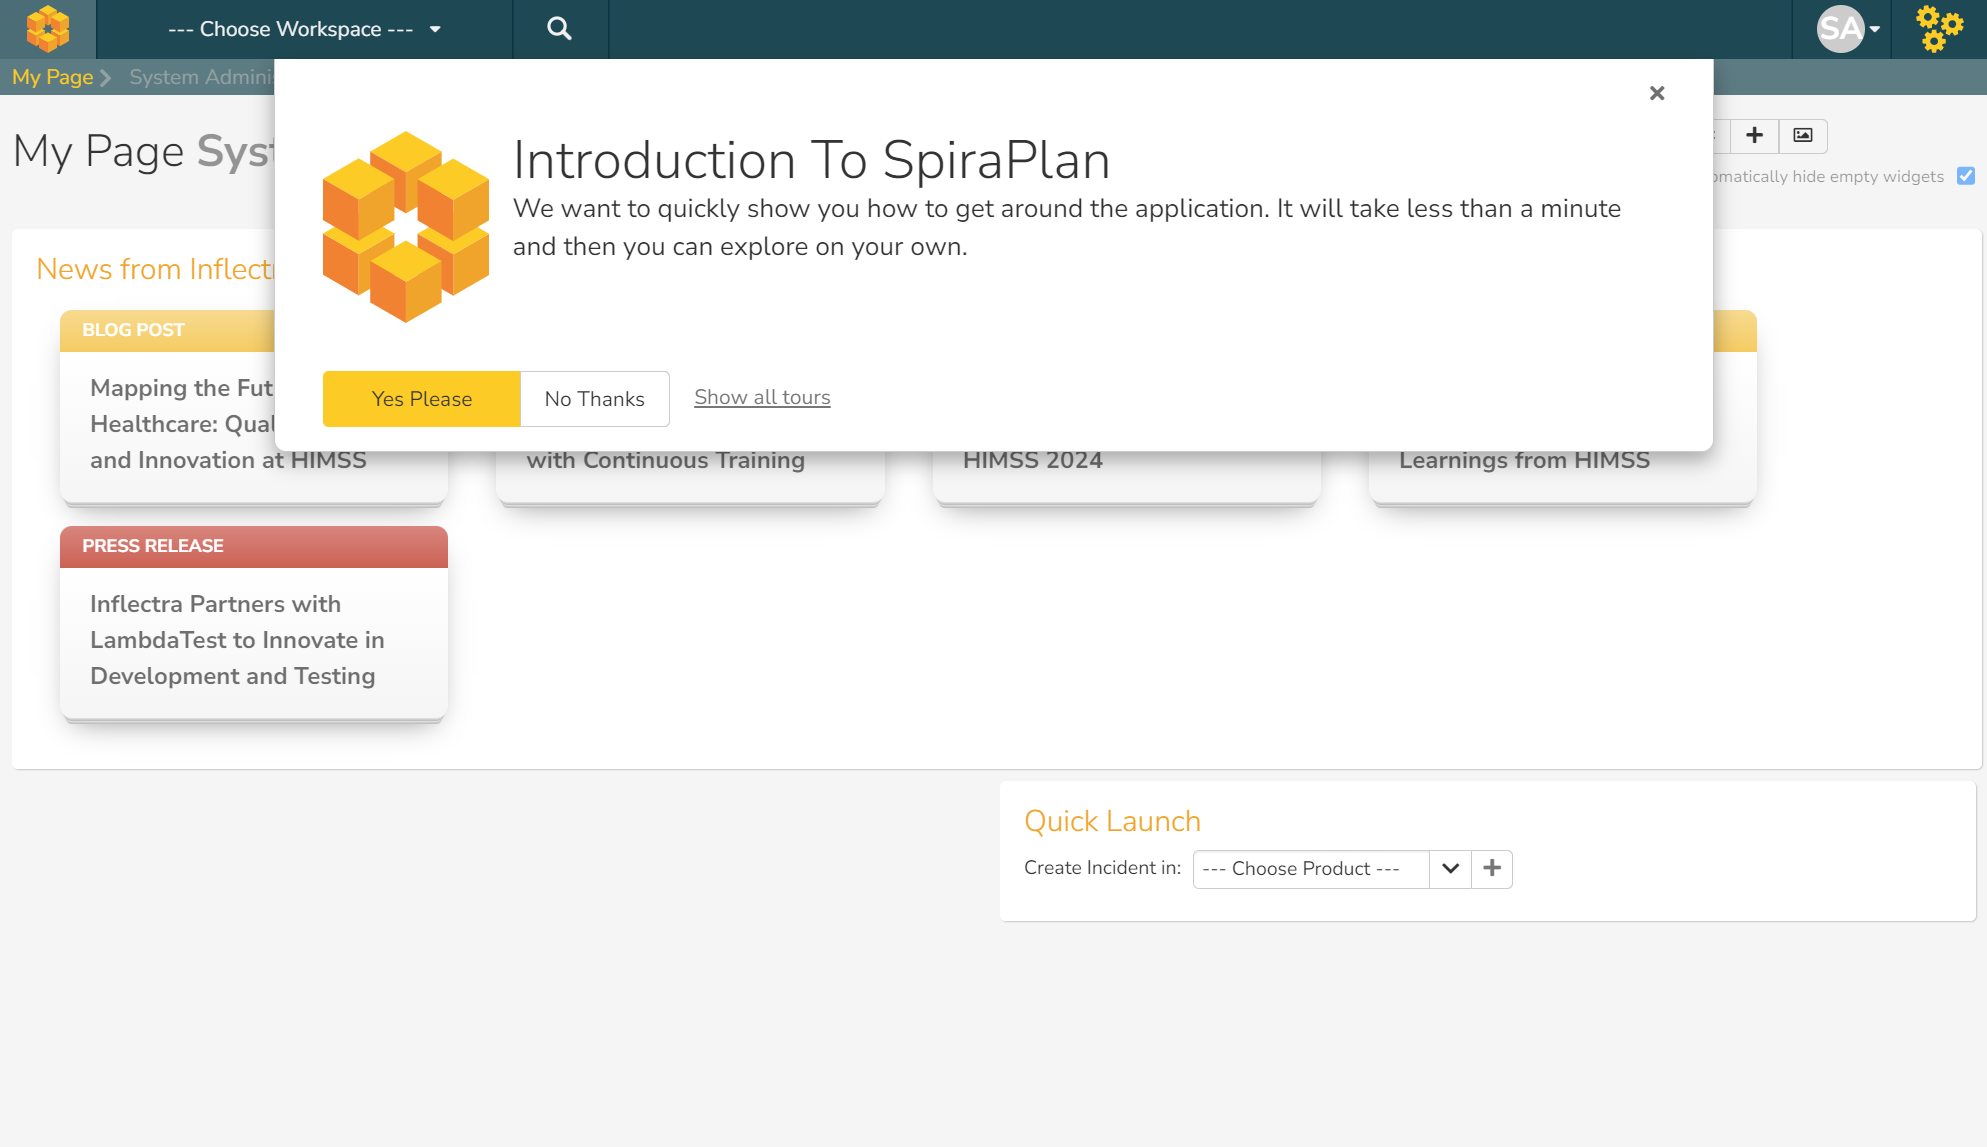 --- Choose Workspace ---
SA
My Page
System Adminis
My Page Syst
omatically hide empty widgets
Introduction To SpiraPlan
We want to quickly show you how to get around the application. It will take less than a minute
and then you can explore on your own.
Yes Please
No Thanks
Show all tours
News from Inflectr
BLOG POST
Mapping the Fut
Healthcare: Qual
and Innovation at HIMSS
with Continuous Training
HIMSS 2024
Learnings from HIMSS
PRESS RELEASE
Inflectra Partners with
LambdaTest to Innovate in
Development and Testing
Quick Launch
Create Incident in:
--- Choose Product ---